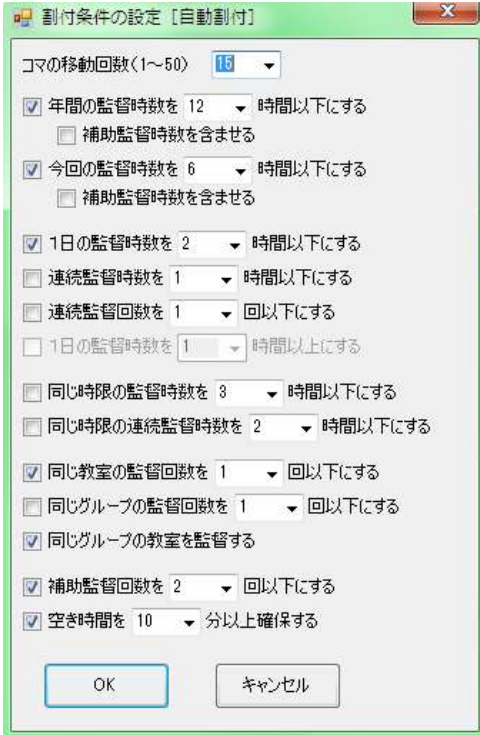 割付条件の設定 [自動割付]
コマの移動回数(1～50) 15
年間の監督時数を 12 時間以下にする
補助監督時数を含ませる
今回の監督時数を 6 時間以下にする
補助監督時数を含ませる
1日の監督時数を 2 時間以下にする
連続監督時数を 1 時間以下にする
連続監督回数を 1 回以下にする
1日の監督時数を 1 時間以上にする
同じ時限の監督時数を 3 時間以下にする
同じ時限の連続監督時数を 2 時間以下にする
同じ教室の監督回数を 1 回以下にする
同じグループの監督回数を 1 回以下にする
同じグループの教室を監督する
補助監督回数を 2 回以下にする
空き時間を 10 分以上確保する
OK キャンセル